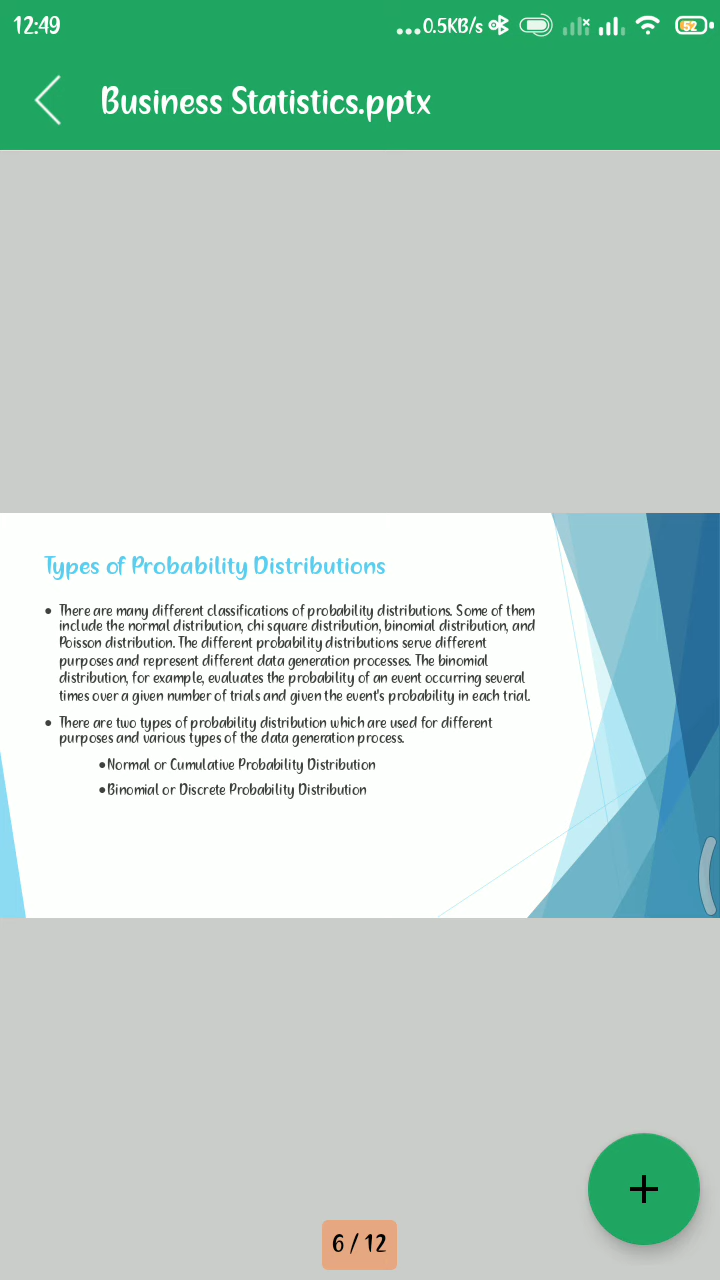 12:49
...0.5KB/s
52
Business Statistics.pptx
Types of Probability Distributions
• There are many different classifications of probability distributions. Some of them
include the normal distribution, chi square distribution, binomial distribution, and
Poisson distribution. The different probability distributions serve different
purposes and represent different data generation processes. The binomial
distribution, for example, evaluates the probability of an event occurring several
times over a given number of trials and given the event's probability in each trial.
• There are two types of probability distribution which are used for different
purposes and various types of the data generation process.
•Normal or Cumulative Probability Distribution
•Binomial or Discrete Probability Distribution
+
6 / 12